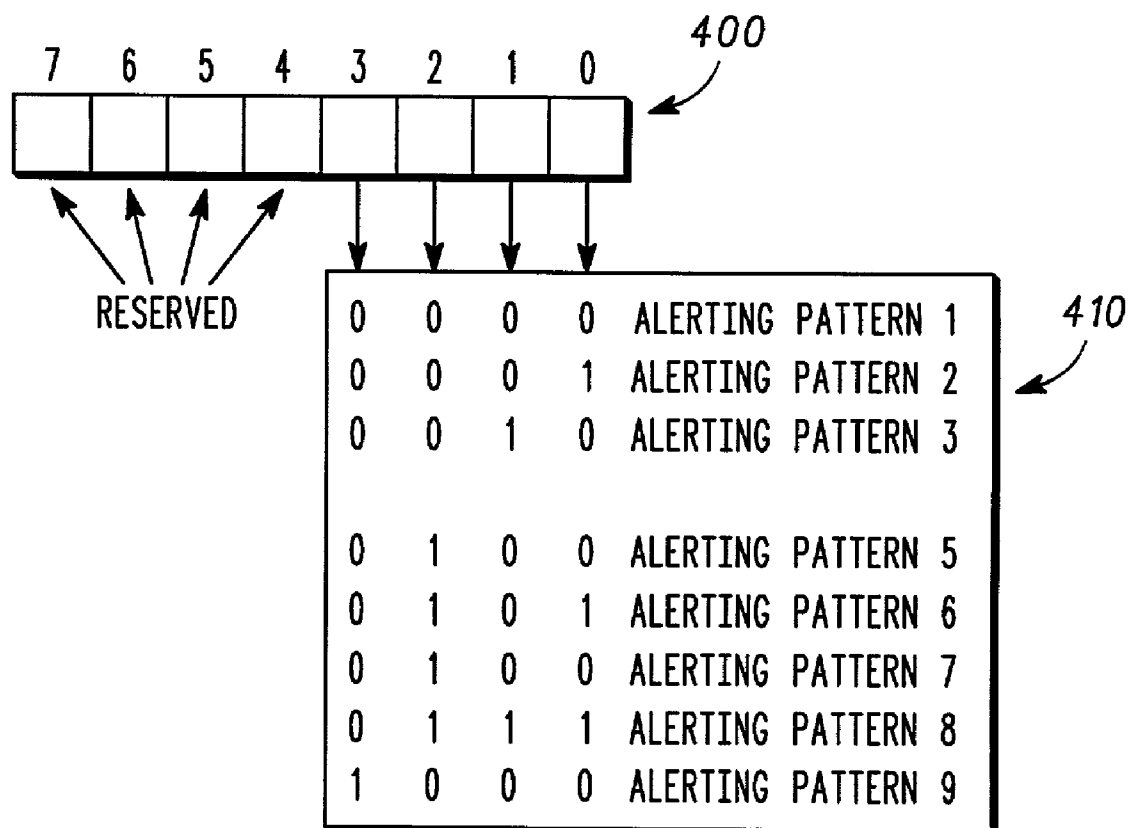 400
7 6 5 4 3 2 1 0
RESERVED
410
0 0 0 0 ALERTING PATTERN 1
0 0 0 1 ALERTING PATTERN 2
0 0 1 0 ALERTING PATTERN 3
0 1 0 0 ALERTING PATTERN 5
0 1 0 1 ALERTING PATTERN 6
0 1 0 0 ALERTING PATTERN 7
0 1 1 1 ALERTING PATTERN 8
1 0 0 0 ALERTING PATTERN 9